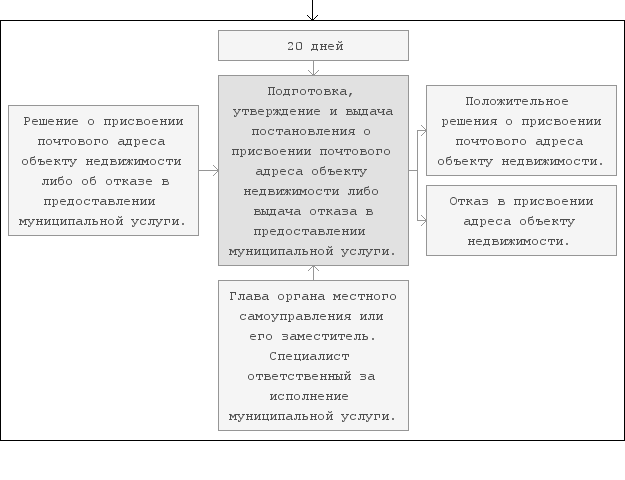 20 дней
Подготовка,
утверждение и выдача
постановления о
присвоении почтового
адреса объекту
недвижимости либо
выдача отказа в
предоставлении
муниципальной услуги.
Решение о присвоении
почтового адреса
объекту недвижимости
либо об отказе в
предоставлении
муниципальной услуги.
Положительное
решения о присвоении
почтового адреса
объекту недвижимости.
Отказ в присвоении
адреса объекту
недвижимости.
Глава органа местного
самоуправления или
его заместитель.
Специалист
ответственный за
исполнение
муниципальной услуги.